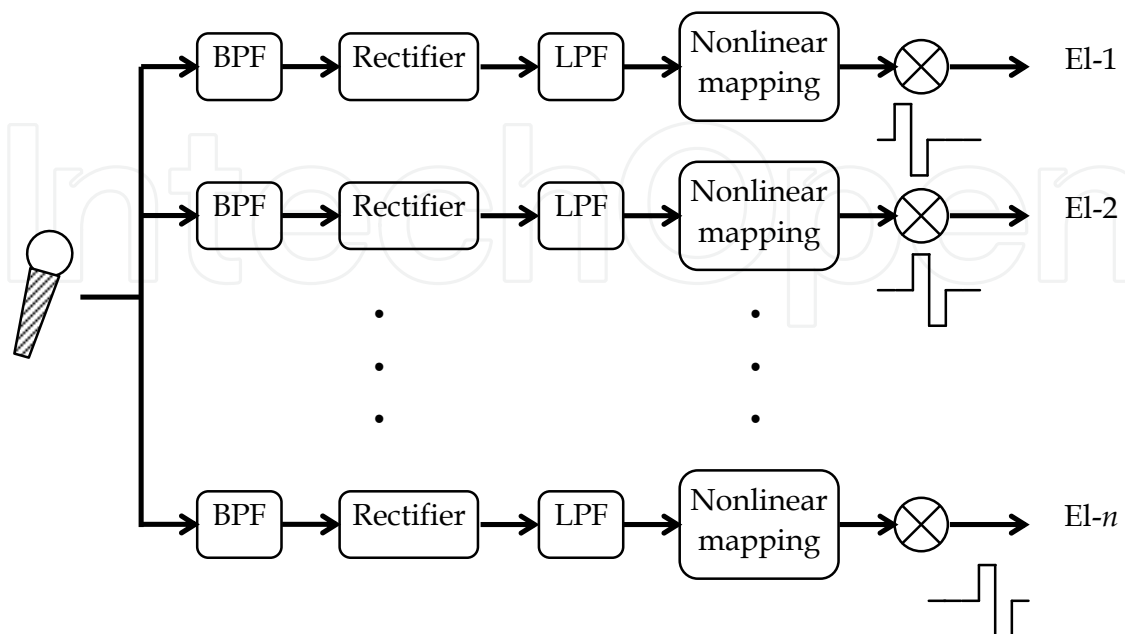 BPF Rectifier LPF Nonlinear mapping El-1
IntechOpen
BPF Rectifier LPF Nonlinear mapping El-2
BPF Rectifier LPF Nonlinear mapping El-n